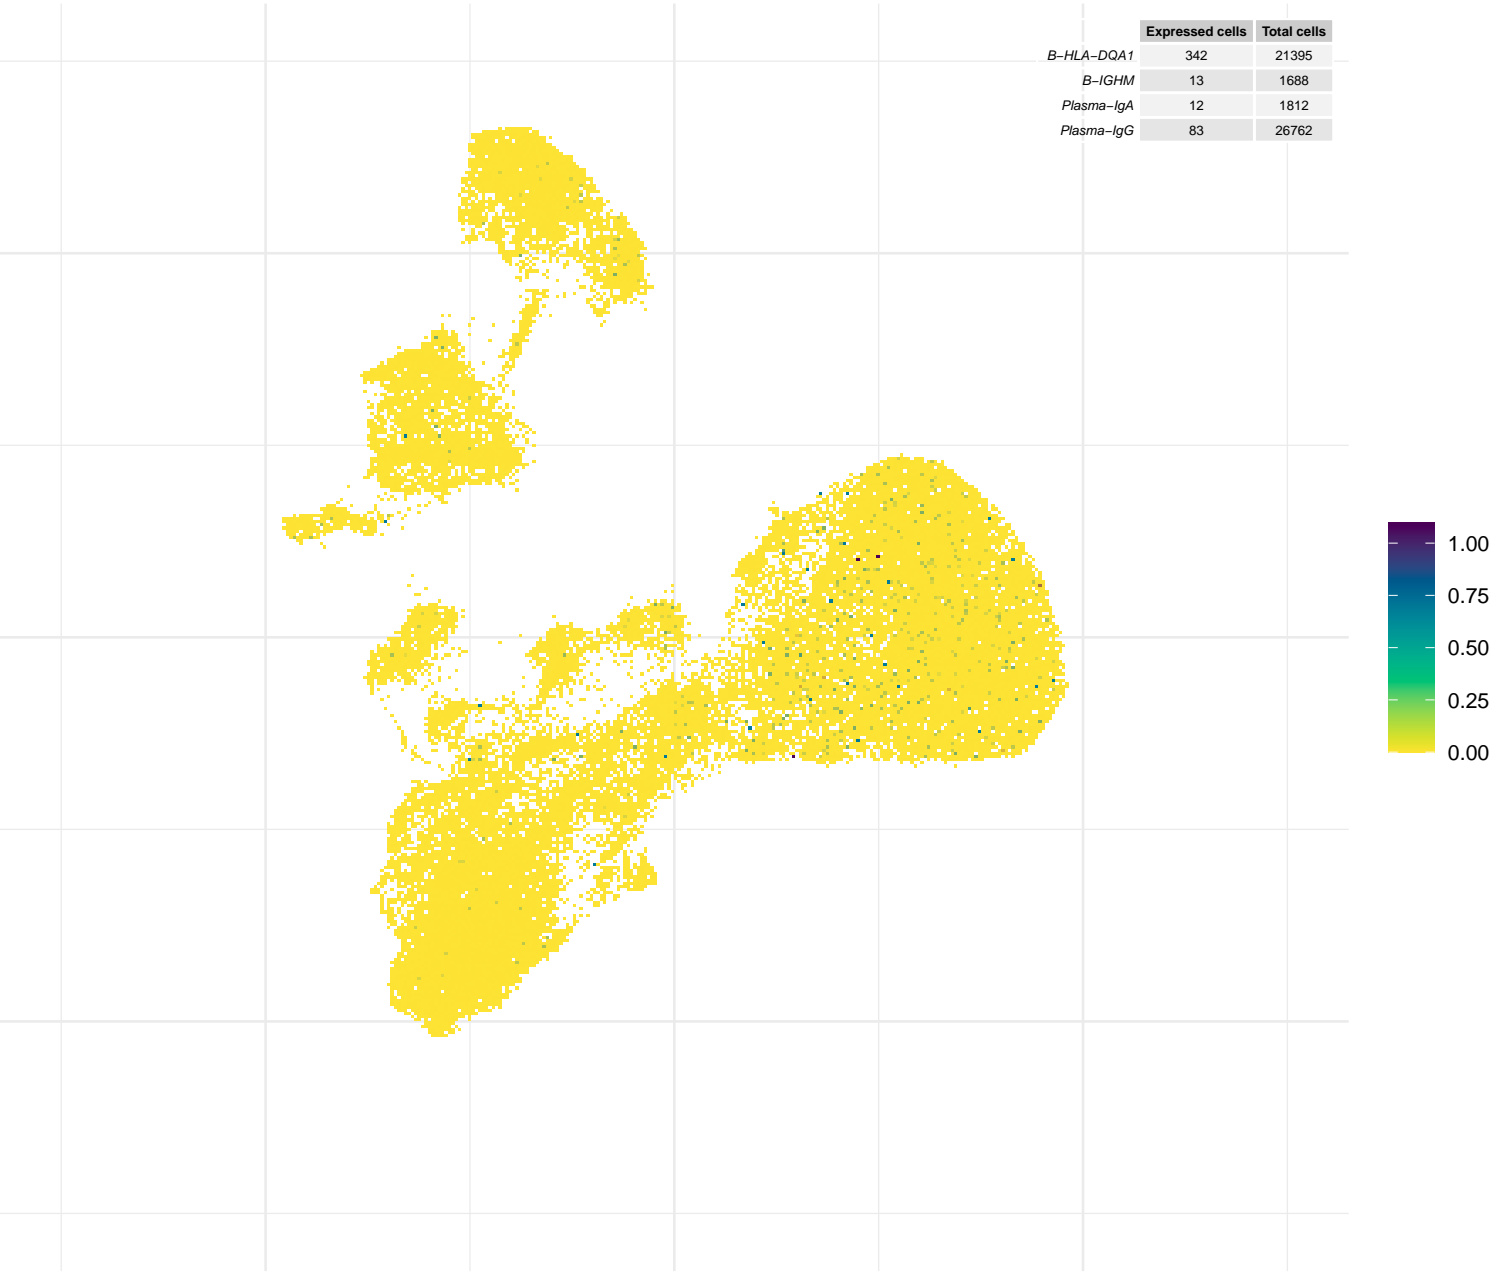 Expressed cells Total cells
B−HLA−DQA1 342 21395
B−IGHM 13 1688
Plasma−IgA 12 1812
Plasma−IgG 83 26762
1.00
0.75
0.50
0.25
0.00